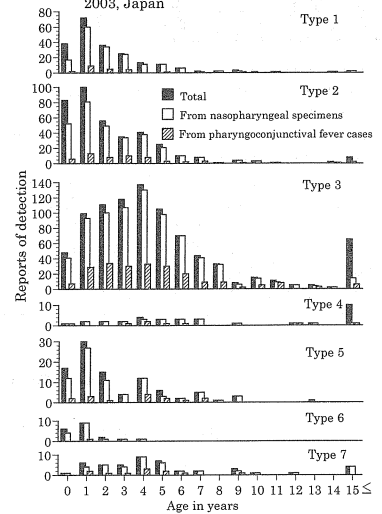 2003, Japan
Type 1
80
60
40
20
0
Type 2
100
80
60
40
20
0
Total
From nasopharyngeal specimens
From pharyngoconjunctival fever cases
Type 3
140
120
100
80
60
40
20
0
Reports of detection
Type 4
10
0
Type 5
30
20
10
0
Type 6
10
0
Type 7
10
0
0 1 2 3 4 5 6 7 8 9 10 11 12 13 14 15 ≤
Age in years